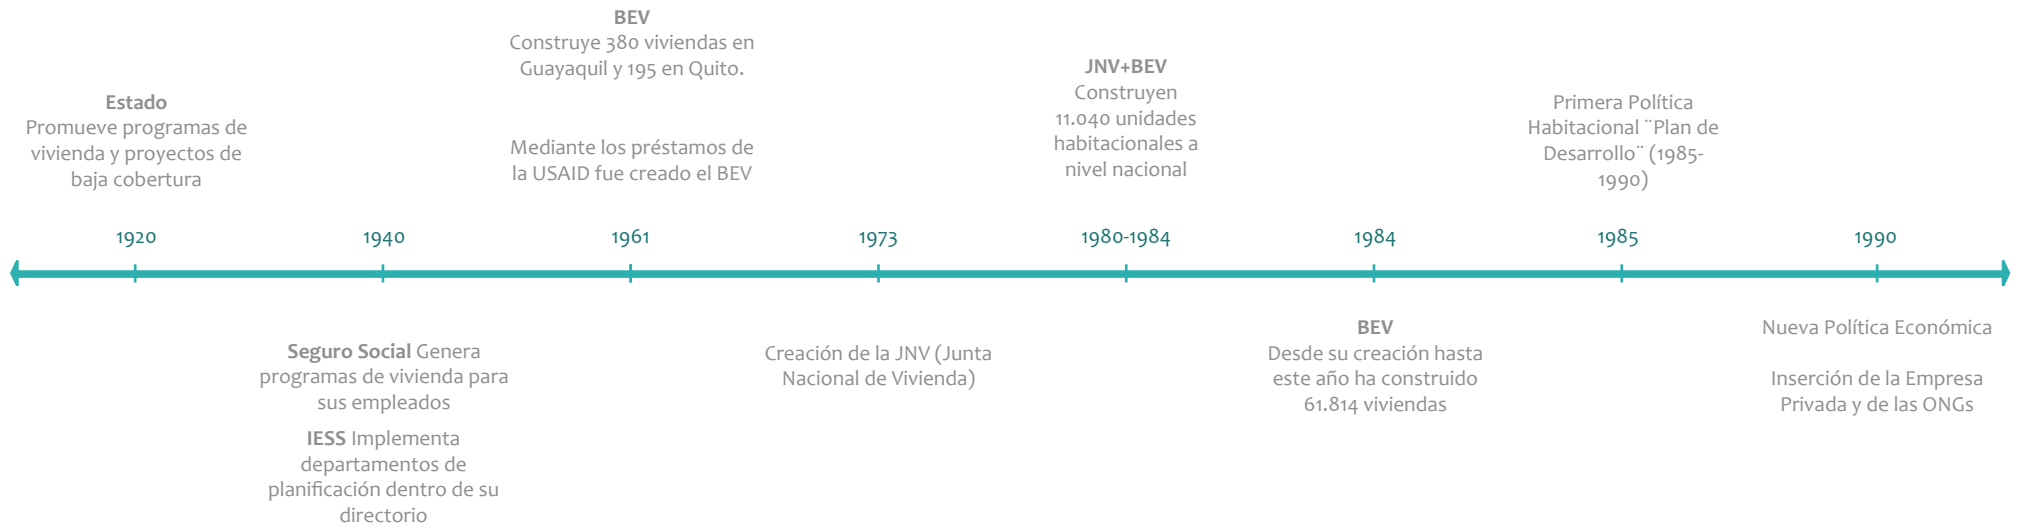 Estado
Promueve programas de
vivienda y proyectos de
baja cobertura
BEV
Construye 380 viviendas en
Guayaquil y 195 en Quito.
Mediante los préstamos de
la USAID fue creado el BEV
JNV+BEV
Construyen
11.040 unidades
habitacionales a
nivel nacional
Primera Política
Habitacional ¨Plan de
Desarrollo¨ (1985-
1990)
1920
1940
1961
1973
1980-1984
1984
1985
1990
Seguro Social Genera
programas de vivienda para
sus empleados
IESS Implementa
departamentos de
planificación dentro de su
directorio
Creación de la JNV (Junta
Nacional de Vivienda)
BEV
Desde su creación hasta
este año ha construido
61.814 viviendas
Nueva Política Económica
Inserción de la Empresa
Privada y de las ONGs